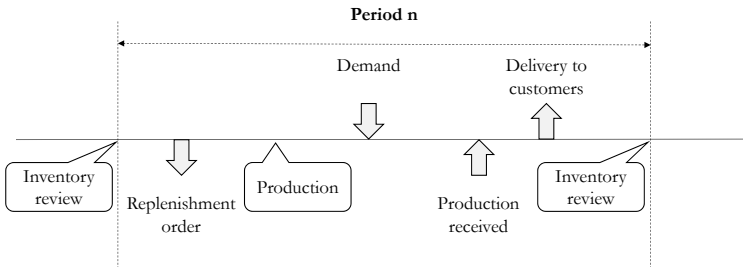 Period n
Demand
Delivery to
customers
Inventory
review
Replenishment
order
Production
Production
received
Inventory
review